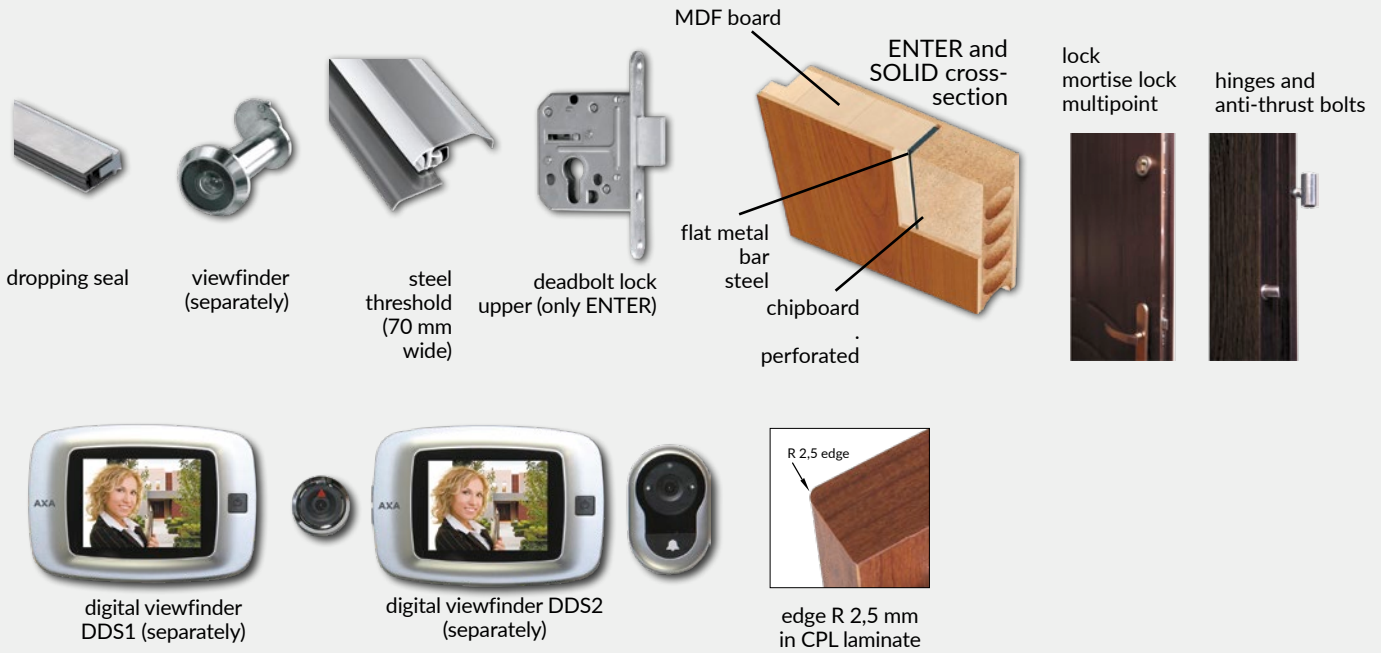 MDF board
ENTER and
SOLID cross-
section
lock
mortise lock
multipoint
hinges and
anti-thrust bolts
dropping seal
viewfinder
(separately)
steel
threshold
(70 mm
wide)
deadbolt lock
upper (only ENTER)
flat metal
bar
steel
chipboard
.
perforated
AXA
AXA
R 2,5 edge
digital viewfinder
DDS1 (separately)
digital viewfinder DDS2
(separately)
edge R 2,5 mm
in CPL laminate